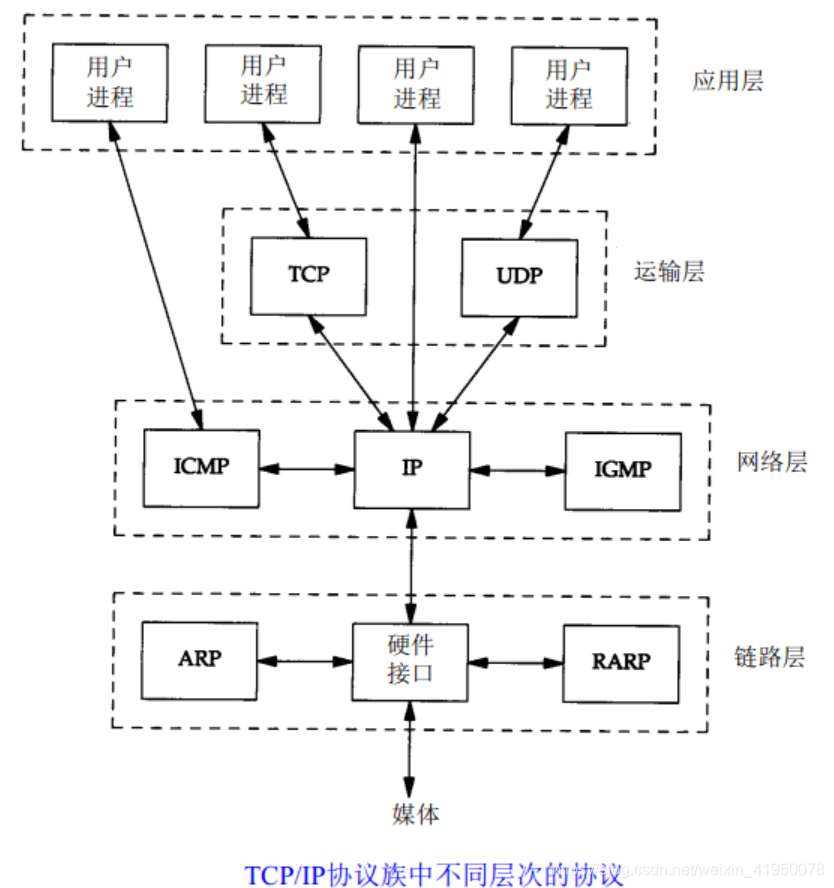 用户 用户 用户 用户
进程 进程 进程 进程
应用层
TCP
UDP
运输层
ICMP
IP
IGMP
网络层
ARP
硬件
接口
RARP
链路层
媒体
TCP/IP协议族中不同层次的协议
csdn.net/weixin_41950078